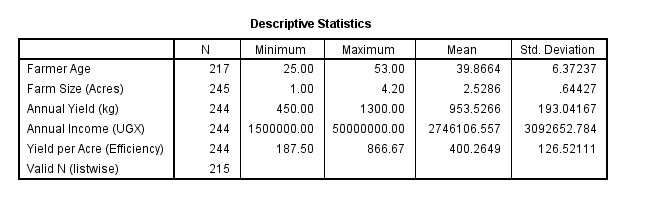 Descriptive Statistics
N Minimum Maximum Mean Std. Deviation
Farmer Age 217 25.00 53.00 39.8664 6.37237
Farm Size (Acres) 245 1.00 4.20 2.5286 .64427
Annual Yield (kg) 244 450.00 1300.00 953.5266 193.04167
Annual Income (UGX) 244 1500000.00 50000000.00 2746106.557 3092652.784
Yield per Acre (Efficiency) 244 187.50 866.67 400.2649 126.52111
Valid N (listwise) 215